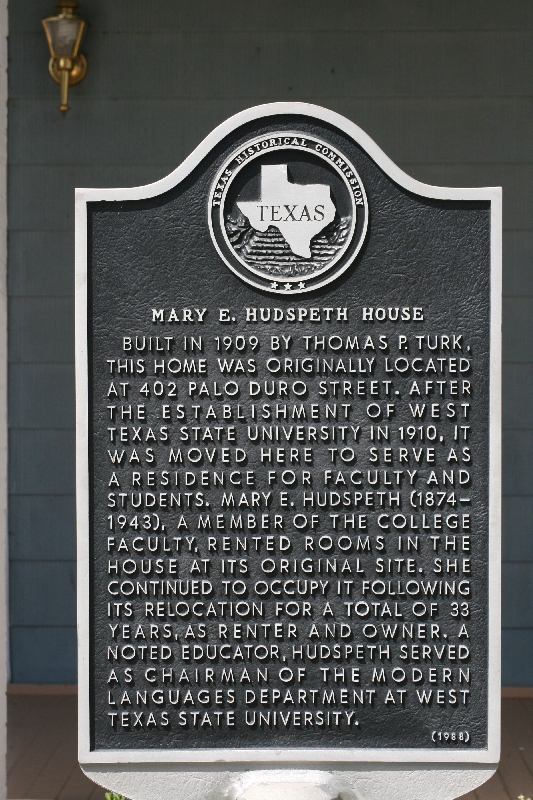 TEXAS HISTORICAL COMMISSION
TEXAS
MARY E. HUDSPETH HOUSE
BUILT IN 1909 BY THOMAS P. TURK,
THIS HOME WAS ORIGINALLY LOCATED
AT 402 PALO DURO STREET. AFTER
THE ESTABLISHMENT OF WEST
TEXAS STATE UNIVERSITY IN 1910, IT
WAS MOVED HERE TO SERVE AS
A RESIDENCE FOR FACULTY AND
STUDENTS. MARY E. HUDSPETH (1874–
1943), A MEMBER OF THE COLLEGE
FACULTY, RENTED ROOMS IN THE
HOUSE AT ITS ORIGINAL SITE. SHE
CONTINUED TO OCCUPY IT FOLLOWING
ITS RELOCATION FOR A TOTAL OF 33
YEARS, AS RENTER AND OWNER. A
NOTED EDUCATOR, HUDSPETH SERVED
AS CHAIRMAN OF THE MODERN
LANGUAGES DEPARTMENT AT WEST
TEXAS STATE UNIVERSITY.
(1988)